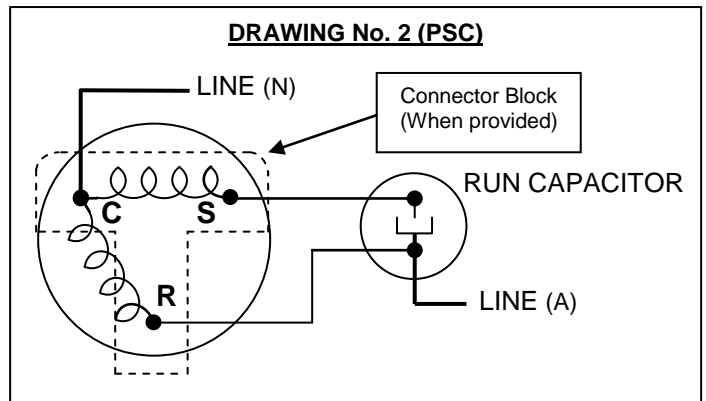 DRAWING No. 2 (PSC)
LINE (N)
Connector Block
(When provided)
RUN CAPACITOR
C
S
R
LINE (A)